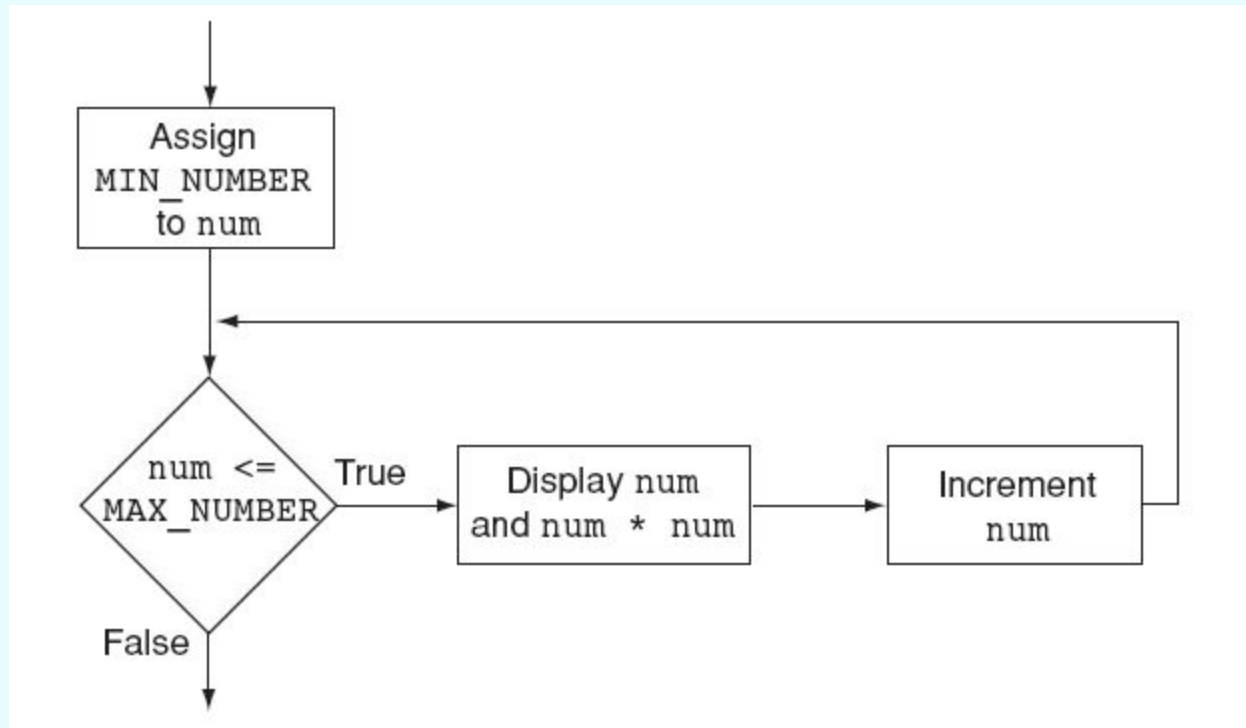 Assign
MIN_NUMBER
to num
num <=
MAX_NUMBER
True
Display num
and num * num
Increment
num
False